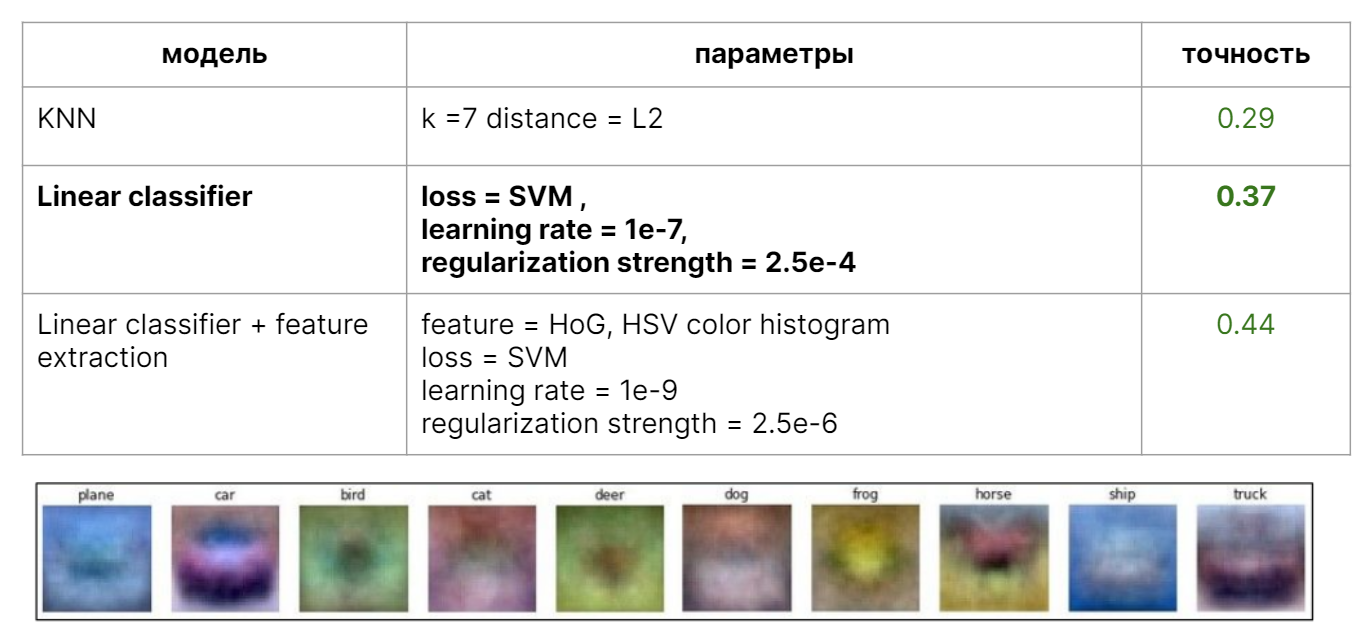 модель параметры точность
KNN k =7 distance = L2 0.29
Linear classifier loss = SVM , 0.37
learning rate = 1e-7,
regularization strength = 2.5e-4
Linear classifier + feature feature = HoG, HSV color histogram 0.44
extraction loss = SVM
learning rate = 1e-9
regularization strength = 2.5e-6
plane car bird cat deer dog frog horse ship truck